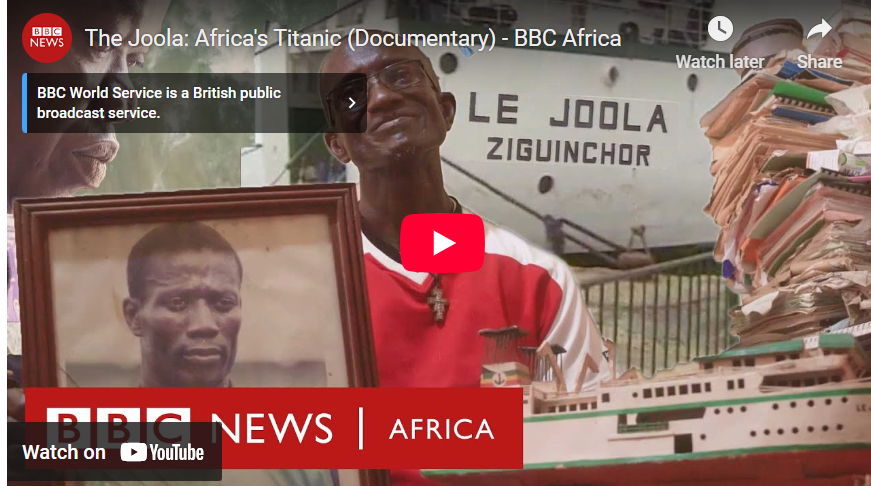 BBC
NEWS
The Joola: Africa's Titanic (Documentary) - BBC Africa
Watch later
Share
BBC World Service is a British public
broadcast service.
LE JOOLA
ZIGUINCHOR
LE
BBC NEWS | AFRICA
Watch on YouTube